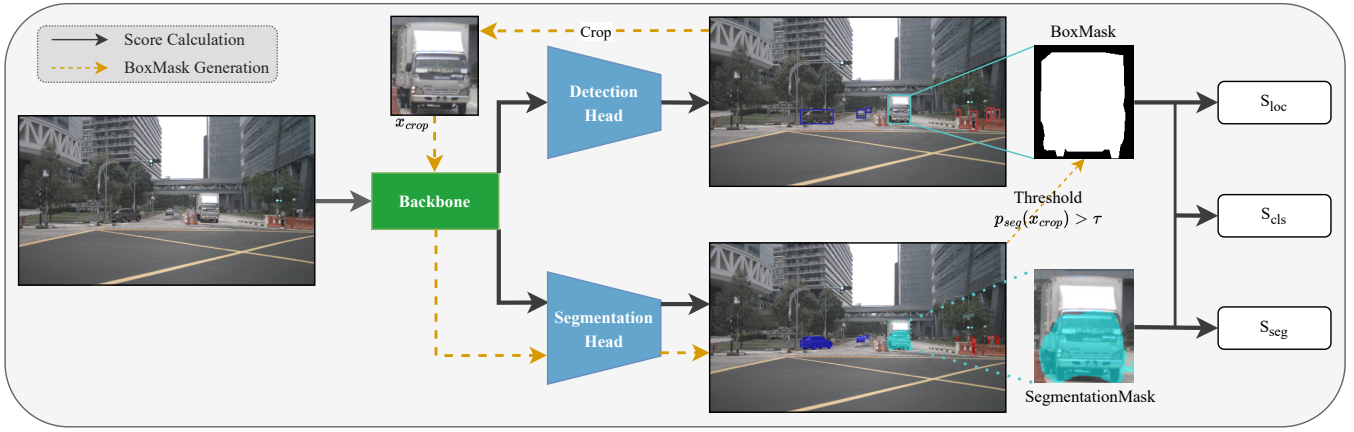 Score Calculation
BoxMask Generation
Crop
x_crop
Backbone
Detection
Head
Segmentation
Head
BoxMask
Threshold
p_seg(x_crop) > τ
SegmentationMask
S_loc
S_cls
S_seg